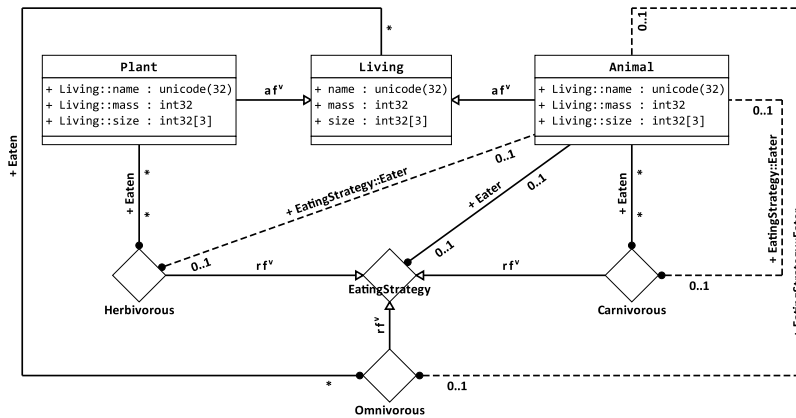 0..1
*
Plant
+ Living::name : unicode(32)
+ Living::mass : int32
+ Living::size : int32[3]
af^v
Living
+ name : unicode(32)
+ mass : int32
+ size : int32[3]
af^v
Animal
+ Living::name : unicode(32)
+ Living::mass : int32
+ Living::size : int32[3]
0..1
+ Eaten
+ Eaten
*
*
+ EatingStrategy::Eater
0..1
0..1
+ Eater
0..1
0..1
+ Eaten
*
*
+ EatingStrategy::Eater
0..1
rf^v
EatingStrategy
rf^v
Herbivorous
Carnivorous
rf^v
*
0..1
Omnivorous